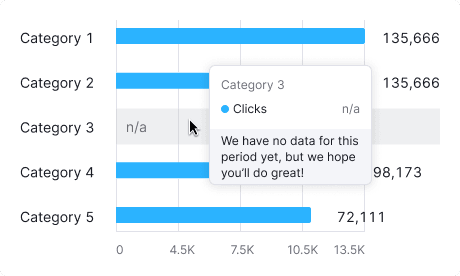 Category 1 135,666
Category 2 135,666
Category 3
Clicks n/a
Category 3 n/a
We have no data for this
period yet, but we hope
you'll do great!
Category 4 98,173
Category 5 72,111
0 4.5K 7.5K 10.5K 13.5K